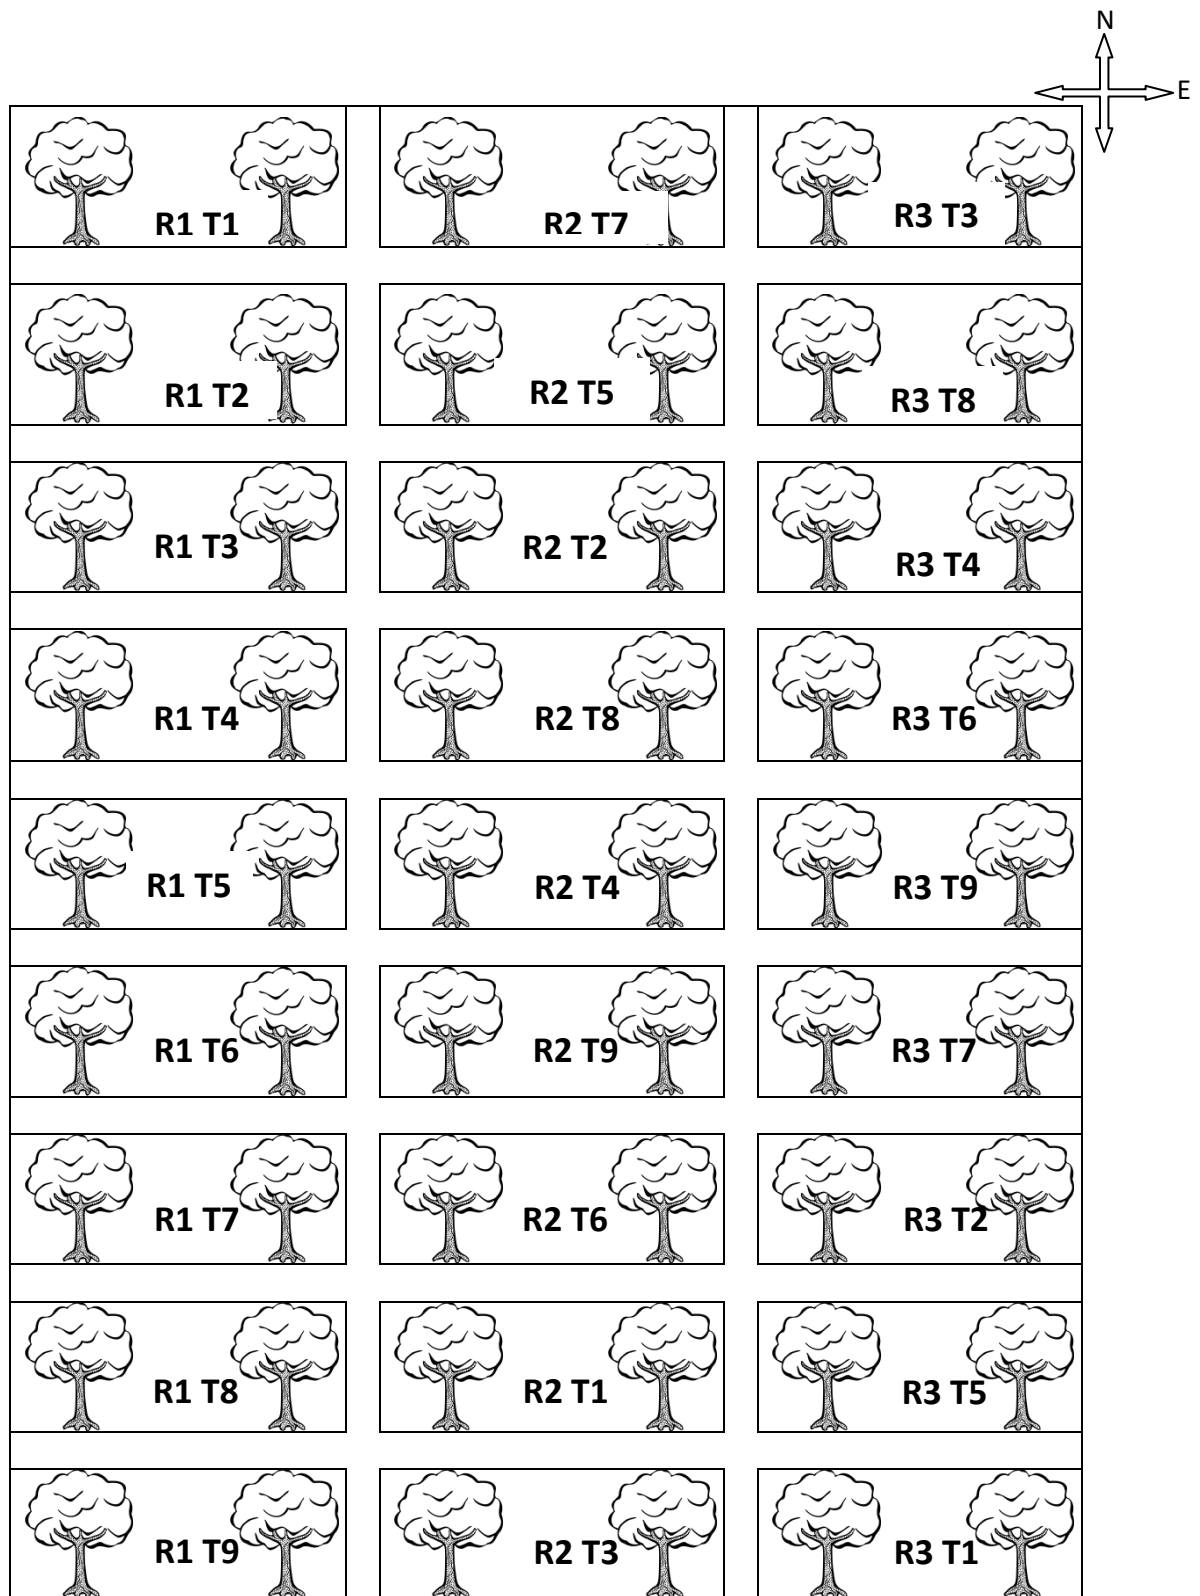 N
E
R1 T1
R2 T7
R3 T3
R1 T2
R2 T5
R3 T8
R1 T3
R2 T2
R3 T4
R1 T4
R2 T8
R3 T6
R1 T5
R2 T4
R3 T9
R1 T6
R2 T9
R3 T7
R1 T7
R2 T6
R3 T2
R1 T8
R2 T1
R3 T5
R1 T9
R2 T3
R3 T1